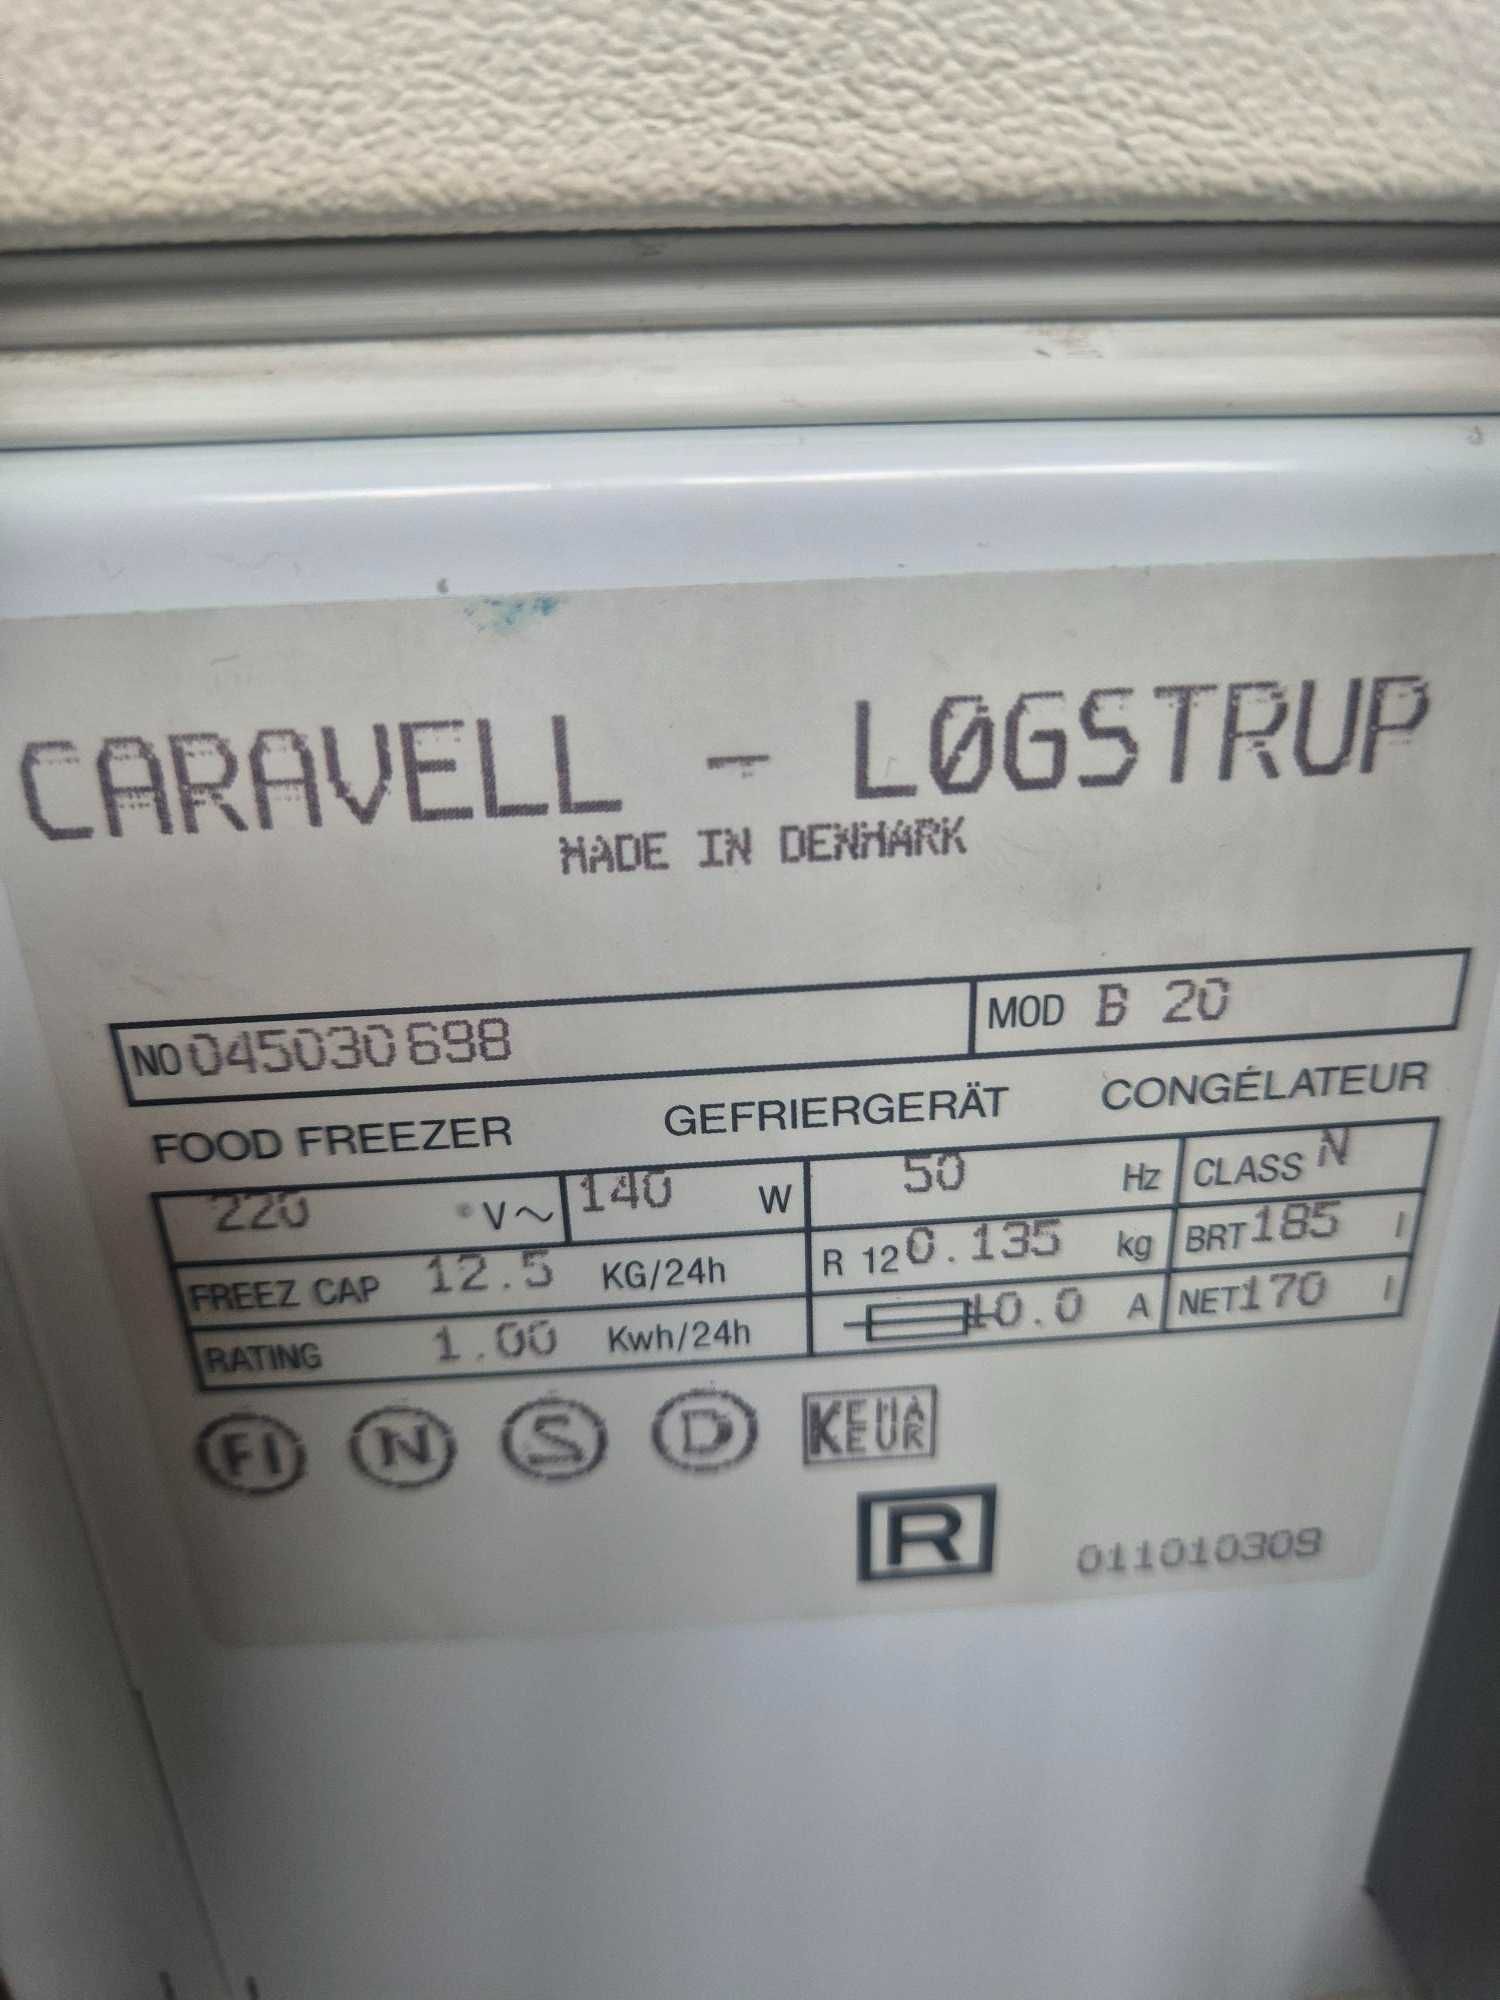 CARAVELL - LØGSTRUP
MADE IN DENMARK
NO 045030698 MOD B 20
FOOD FREEZER GEFRIERGERÄT CONGÉLATEUR
220 V~ 140 W 50 Hz CLASS N
FREEZ CAP 12.5 KG/24h R 12 0.135 kg BRT 185 l
RATING 1.00 Kwh/24h 10.0 A NET 170 l
FI N S D KEMA KEUR
R 011010309